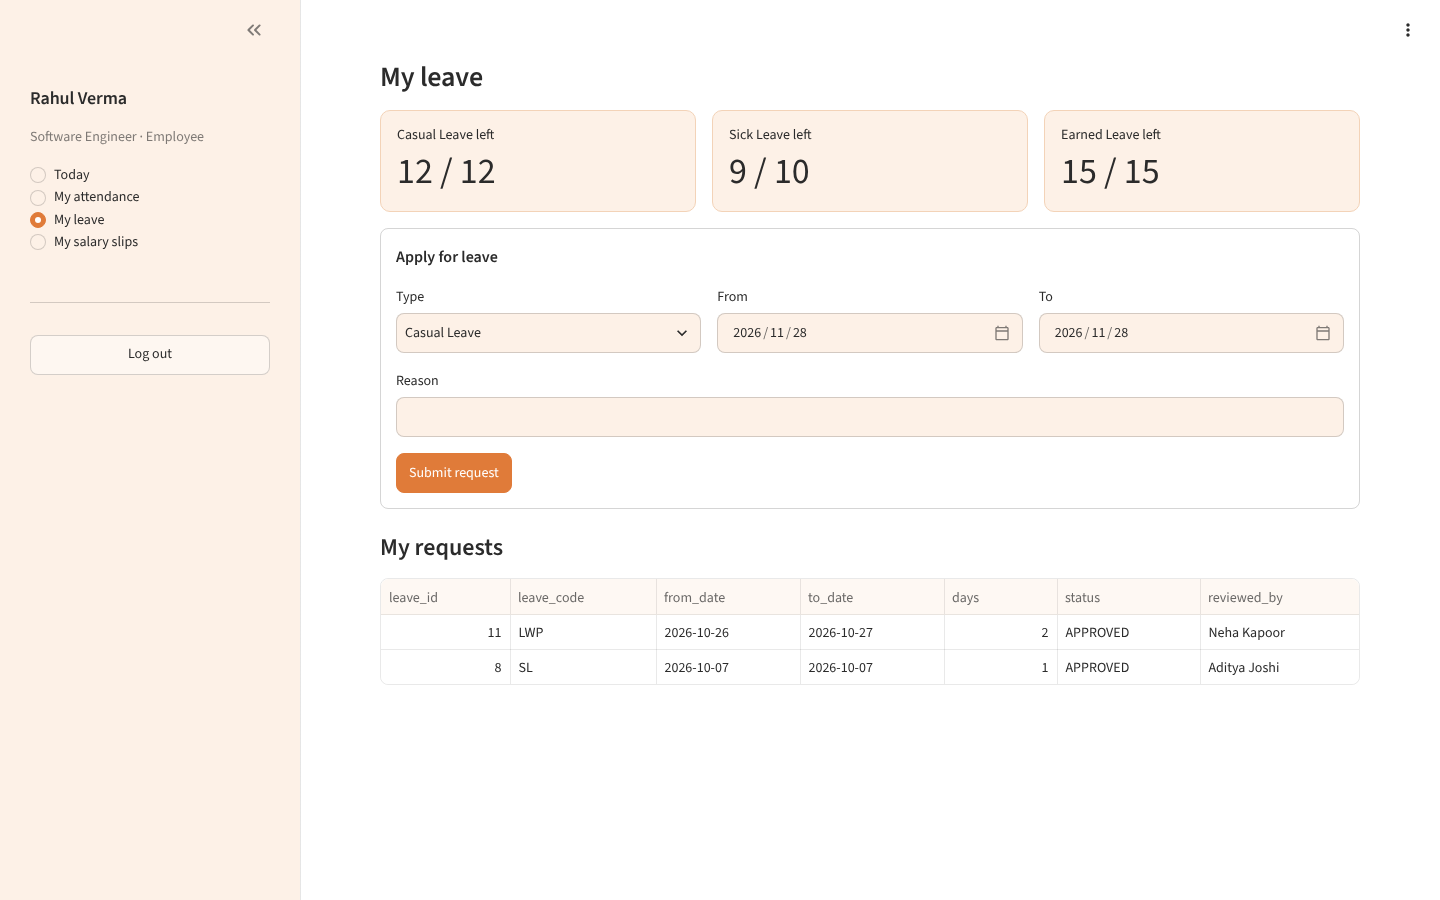 Rahul Verma
Software Engineer · Employee
Today
My attendance
My leave
My salary slips
Log out
My leave
Casual Leave left
12 / 12
Sick Leave left
9 / 10
Earned Leave left
15 / 15
Apply for leave
Type From To
Casual Leave 2026 / 11 / 28 2026 / 11 / 28
Reason
Submit request
My requests
leave_id leave_code from_date to_date days status reviewed_by
11 LWP 2026-10-26 2026-10-27 2 APPROVED Neha Kapoor
8 SL 2026-10-07 2026-10-07 1 APPROVED Aditya Joshi